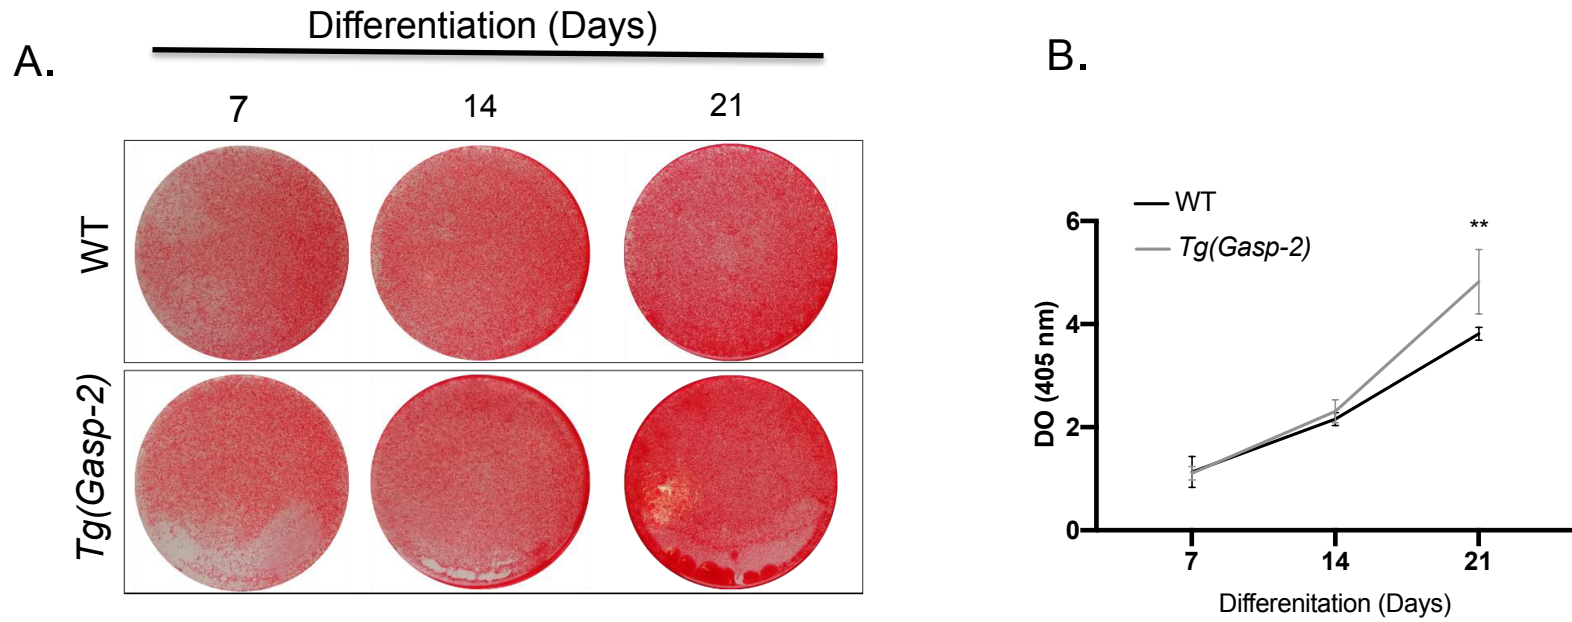 Differentiation (Days)
A.
7 14 21
WT
Tg(Gasp-2)
B.
WT
Tg(Gasp-2)
**
6
4
2
0
DO (405 nm)
7 14 21
Differenitation (Days)